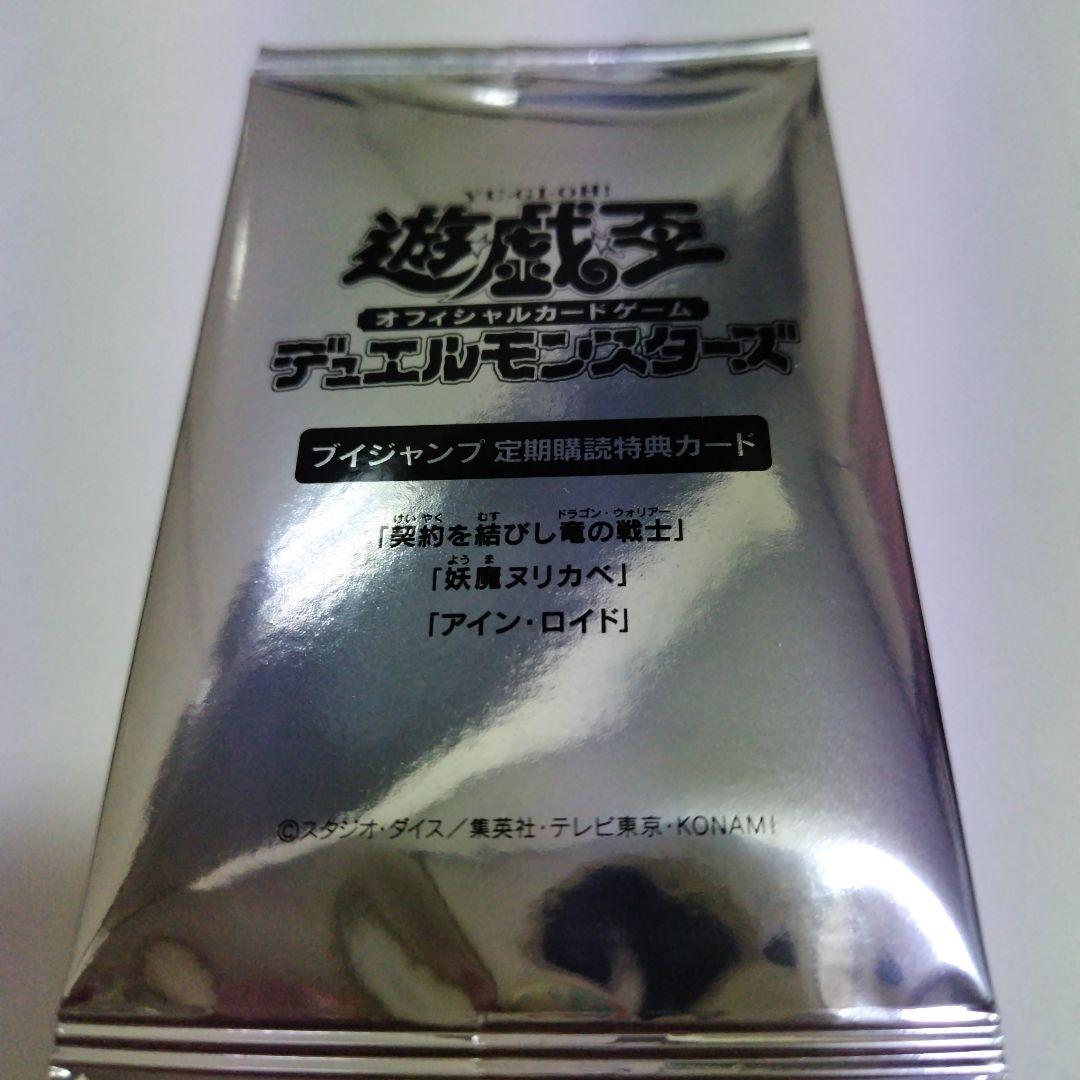 YU-GI-OH!
遊戯王
オフィシャルカードゲーム
デュエルモンスターズ
ブイジャンプ 定期購読特典カード
けいやく むす ドラゴン・ウォリアー
「契約を結びし竜の戦士」
ようま
「妖魔ヌリカベ」
「アイン・ロイド」
©スタジオ・ダイス／集英社・テレビ東京・KONAMI